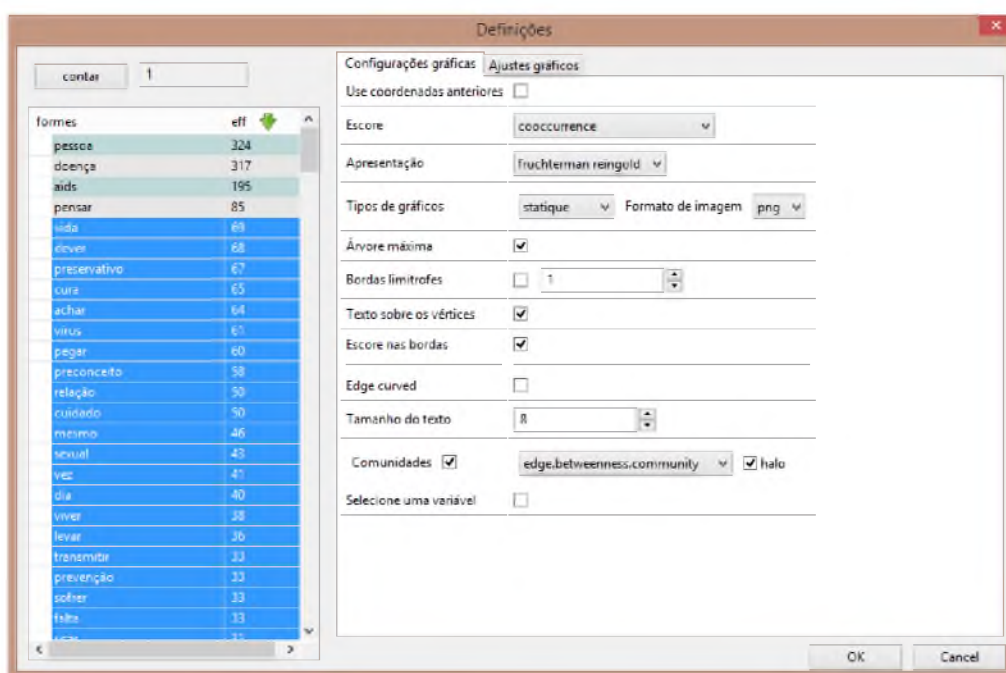 Definições
contar 1
formes eff
pessoa 324
doença 317
aids 195
pensar 85
vida 69
dever 68
preservativo 67
cura 65
achar 64
vírus 61
pegar 60
preconceito 58
relação 50
cuidado 50
mesmo 46
sexual 43
vez 41
dia 40
viver 38
levar 36
transmitir 33
prevenção 33
sofrer 33
falta 33
Configurações gráficas Ajustes gráficos
Use coordenadas anteriores
Escore cooccurrence
Apresentação fruchterman reingold
Tipos de gráficos statique Formato de imagem png
Árvore máxima
Bordas limítrofes 1
Texto sobre os vértices
Escore nas bordas
Edge curved
Tamanho do texto 8
Comunidades edge.betweenness.community halo
Selecione uma variável
OK Cancel